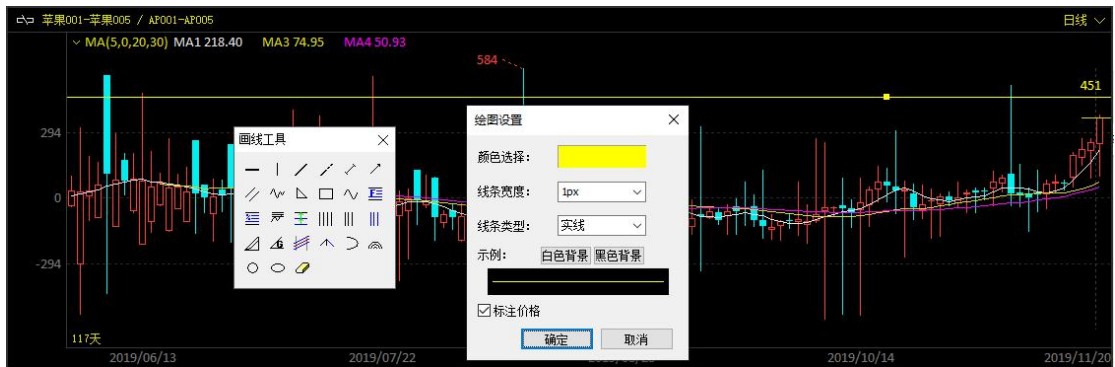 苹果001-苹果005 / AP001-AP005
日线
MA(5,0,20,30) MA1 218.40 MA3 74.95 MA4 50.93
584
451
294
0
-294
117天
画线工具
绘图设置
颜色选择：
线条宽度： 1px
线条类型： 实线
示例： 白色背景 黑色背景
标注价格
确定 取消
2019/06/13 2019/07/22 2019/10/14 2019/11/20